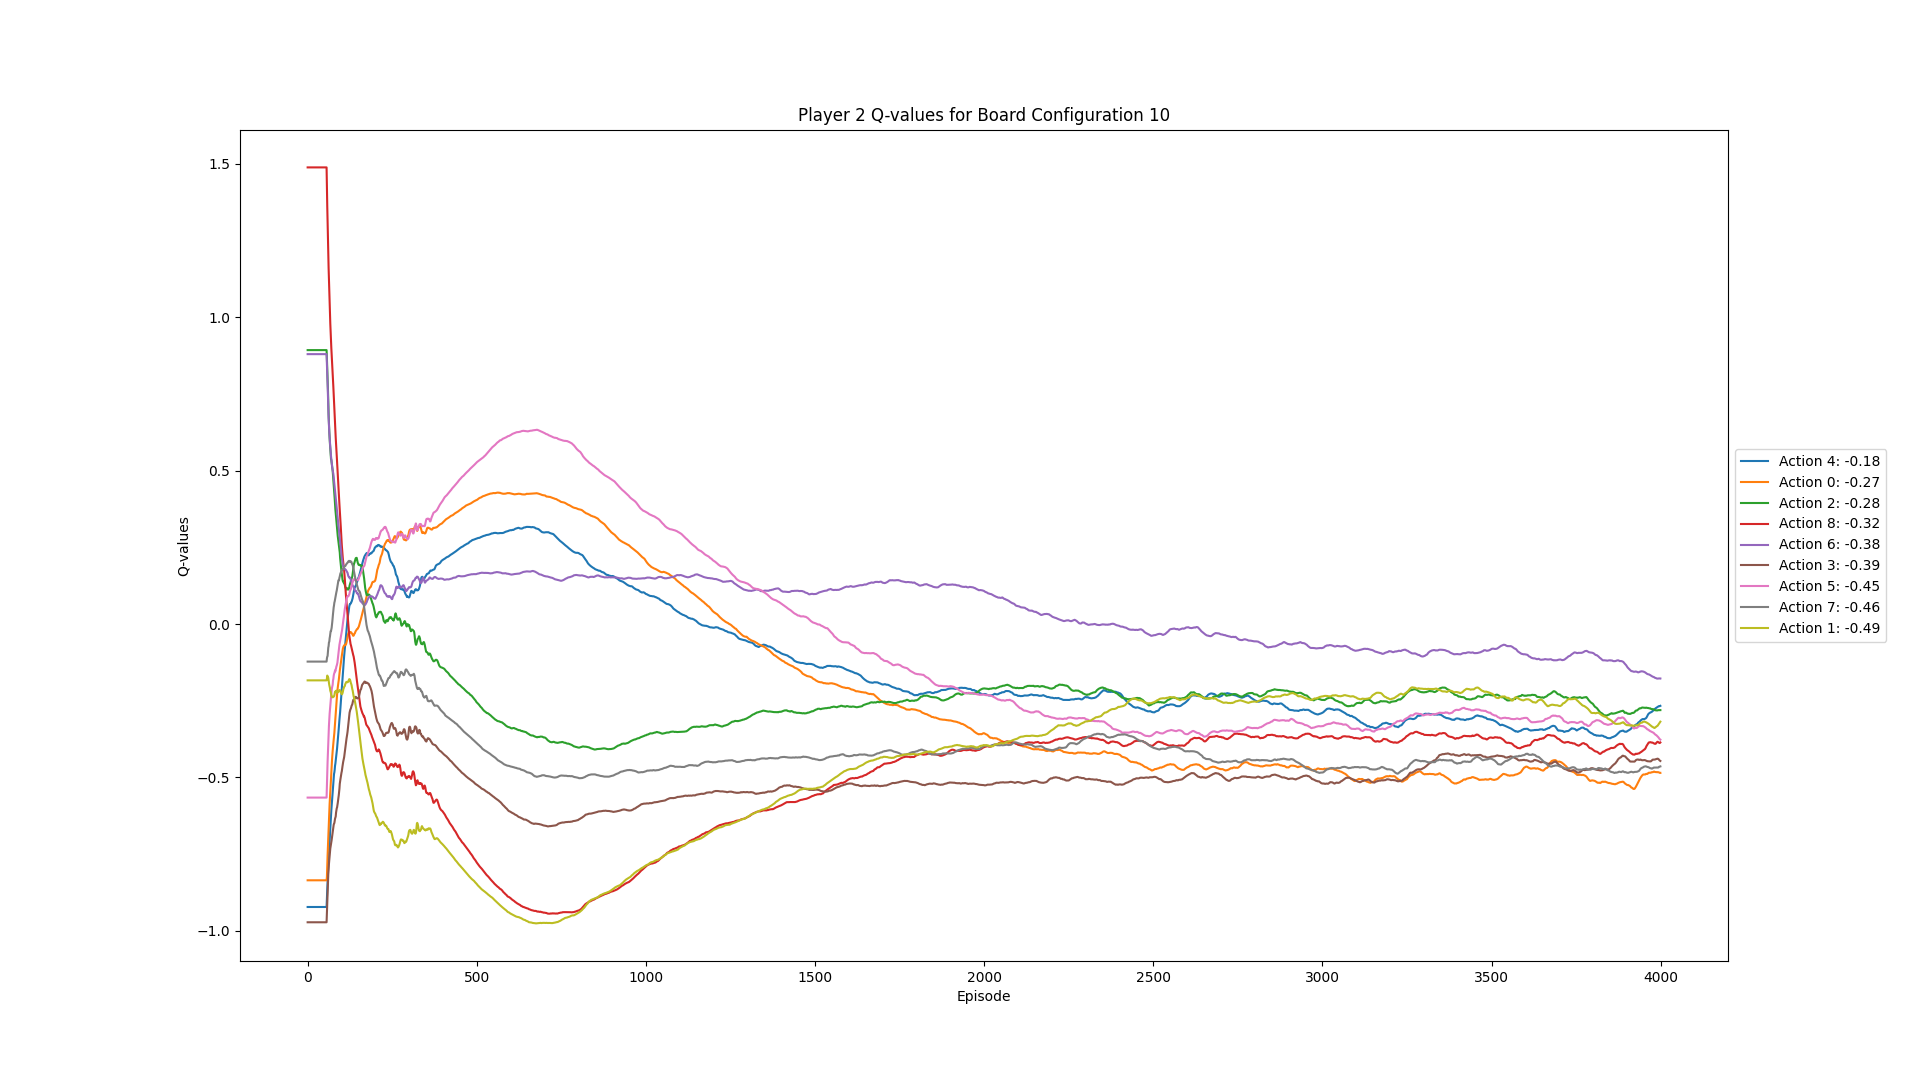 Player 2 Q-values for Board Configuration 10
Q-values
1.5
1.0
0.5
0.0
−0.5
−1.0
0
500
1000
1500
2000
2500
3000
3500
4000
Episode
Action 4: -0.18
Action 0: -0.27
Action 2: -0.28
Action 8: -0.32
Action 6: -0.38
Action 3: -0.39
Action 5: -0.45
Action 7: -0.46
Action 1: -0.49